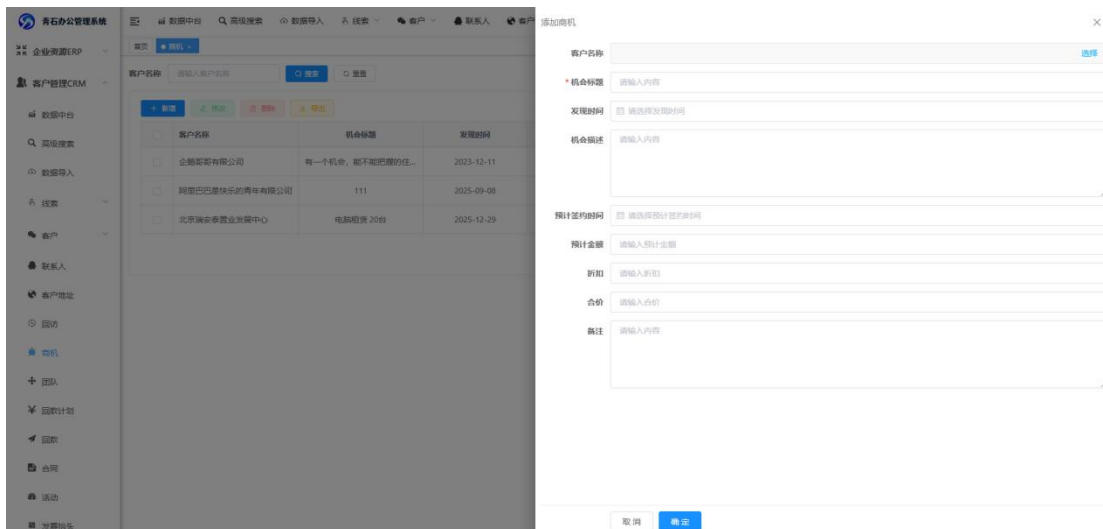 青石办公管理系统
数据中台 高级搜索 数据导入 线索 客户 联系人 客户
添加商机
企业资源ERP
首页 商机 ×
客户管理CRM
客户名称 请输入客户名称 搜索 重置
+ 新增 修改 删除 导出
客户名称 机会标题 发现时间
企鹅哥哥有限公司 有一个机会,能不能把握的住... 2023-12-11
阿里巴巴是快乐的青年有限公司 111 2025-09-08
北京瑞安泰置业发展中心 电脑租赁 20台 2025-12-29
数据中台
高级搜索
数据导入
线索
客户
联系人
客户地址
回访
商机
团队
回款计划
回款
合同
活动
发票抬头
客户名称 选择
*机会标题 请输入内容
发现时间 请选择发现时间
机会描述 请输入内容
预计签约时间 请选择预计签约时间
预计金额 请输入预计金额
折扣 请输入折扣
合价 请输入合价
备注 请输入内容
取消 确定